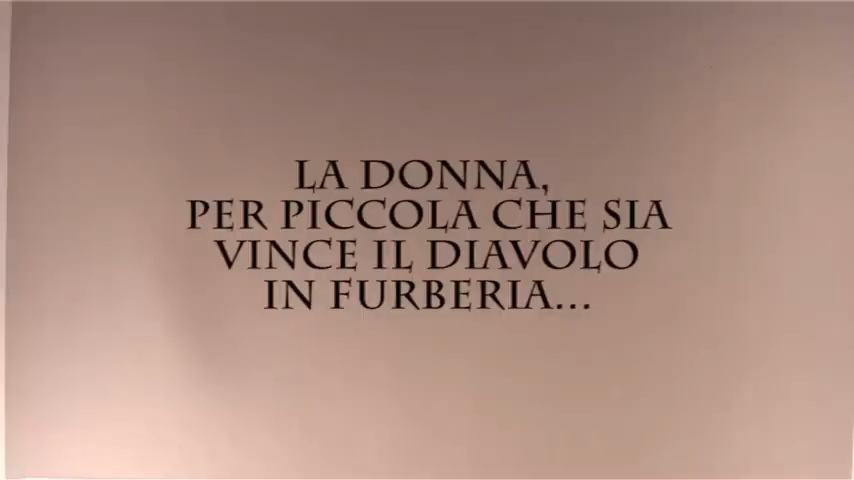 LA DONNA,
PER PICCOLA CHE SIA
VINCE IL DIAVOLO
IN FURBERIA...